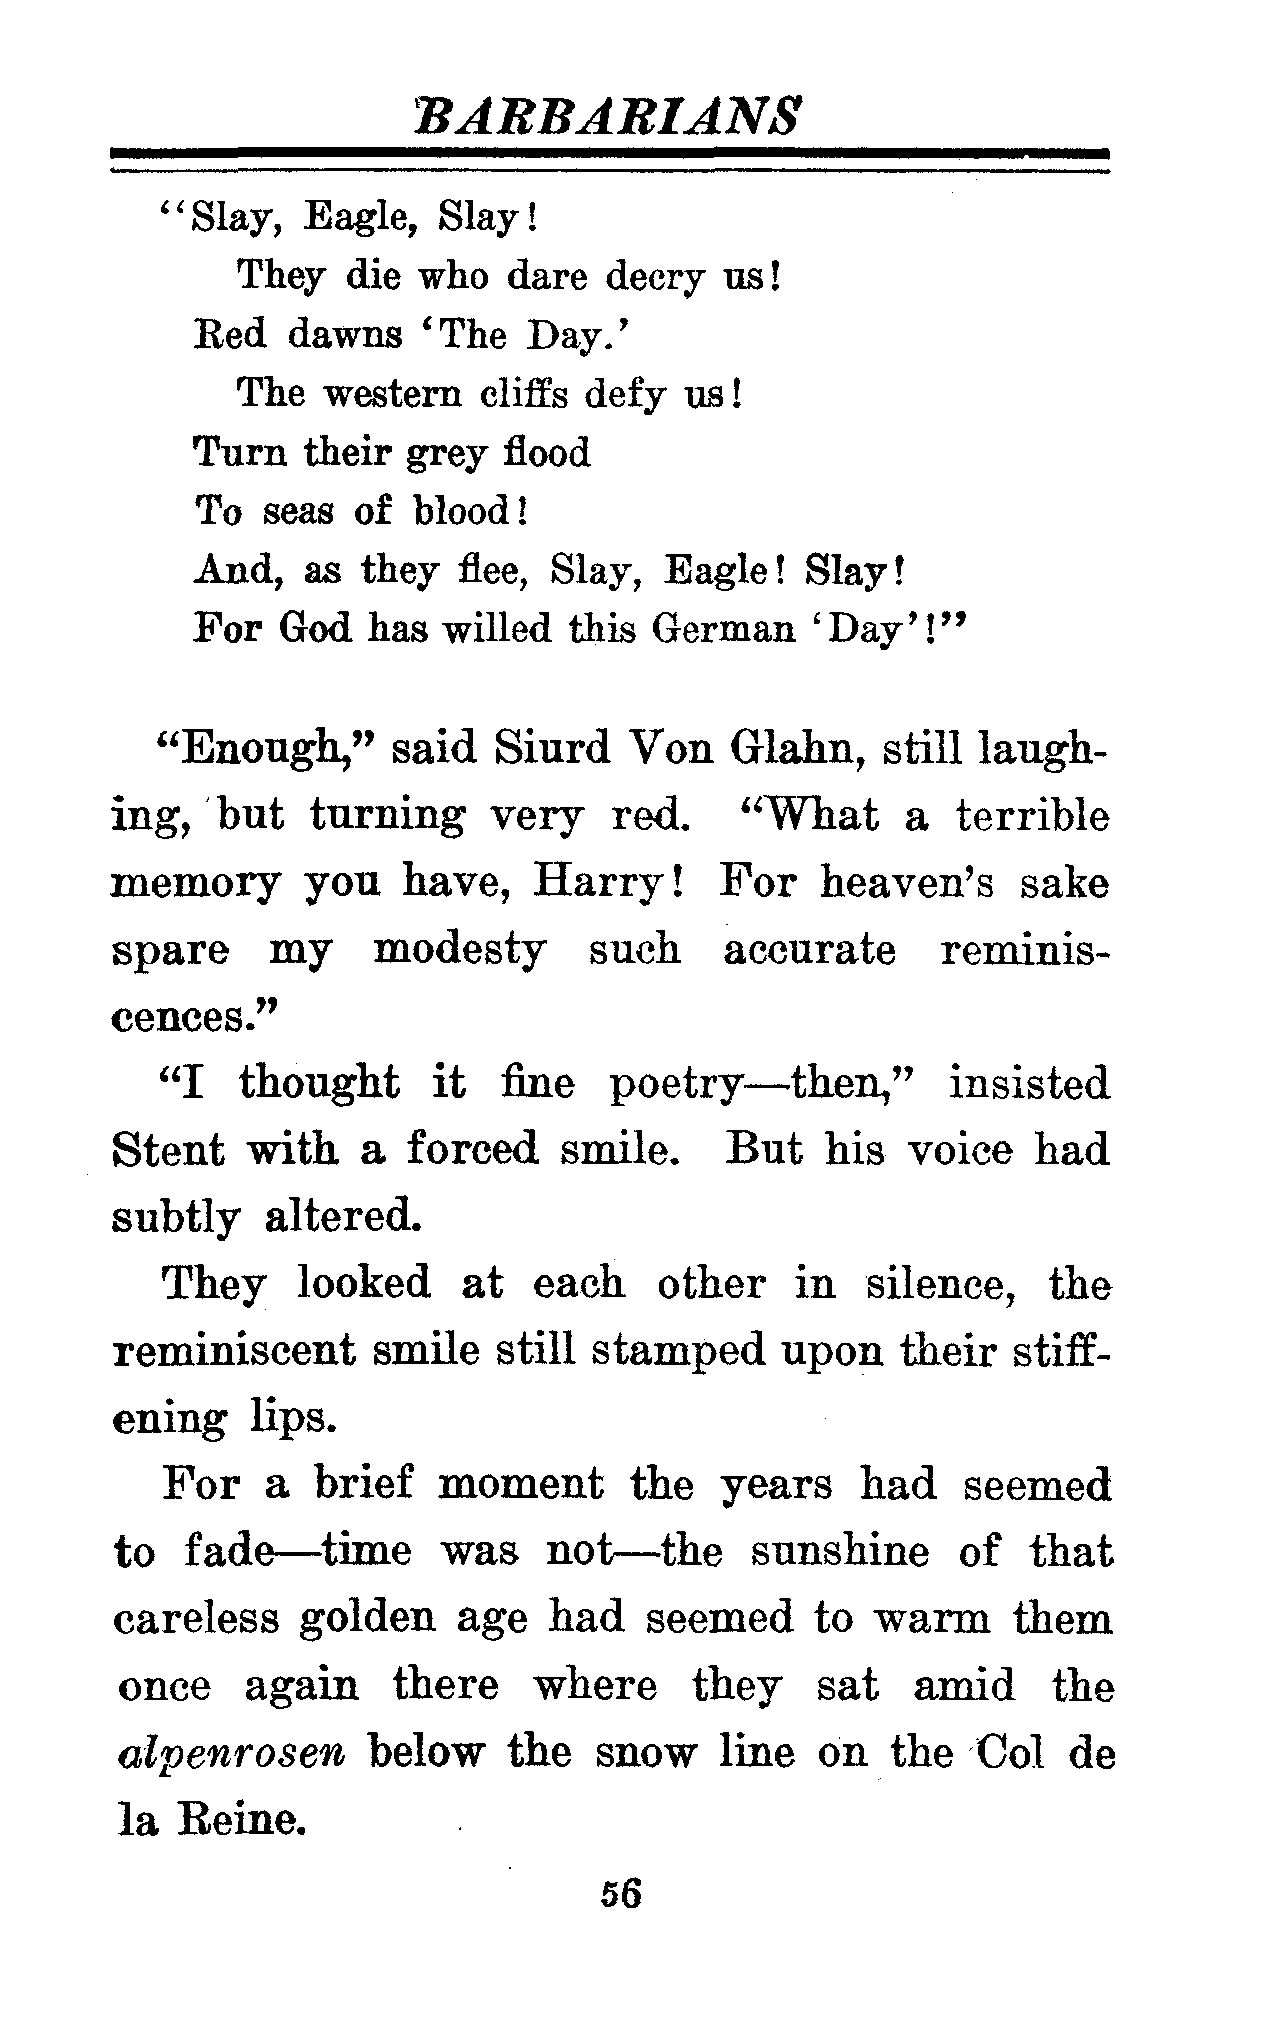 BARBARIANS
“Slay, Eagle, Slay!
They die who dare decry us!
Red dawns ‘The Day.’
The western cliffs defy us!
Turn their grey flood
To seas of blood!
And, as they flee, Slay, Eagle! Slay!
For God has willed this German ‘Day’!”
“Enough,” said Siurd Von Glahn, still laugh-
ing, but turning very red. “What a terrible
memory you have, Harry! For heaven’s sake
spare my modesty such accurate reminis-
cences.”
“I thought it fine poetry—then,” insisted
Stent with a forced smile. But his voice had
subtly altered.
They looked at each other in silence, the
reminiscent smile still stamped upon their stiff-
ening lips.
For a brief moment the years had seemed
to fade—time was not—the sunshine of that
careless golden age had seemed to warm them
once again there where they sat amid the
alpenrosen below the snow line on the Col de
la Reine.
56